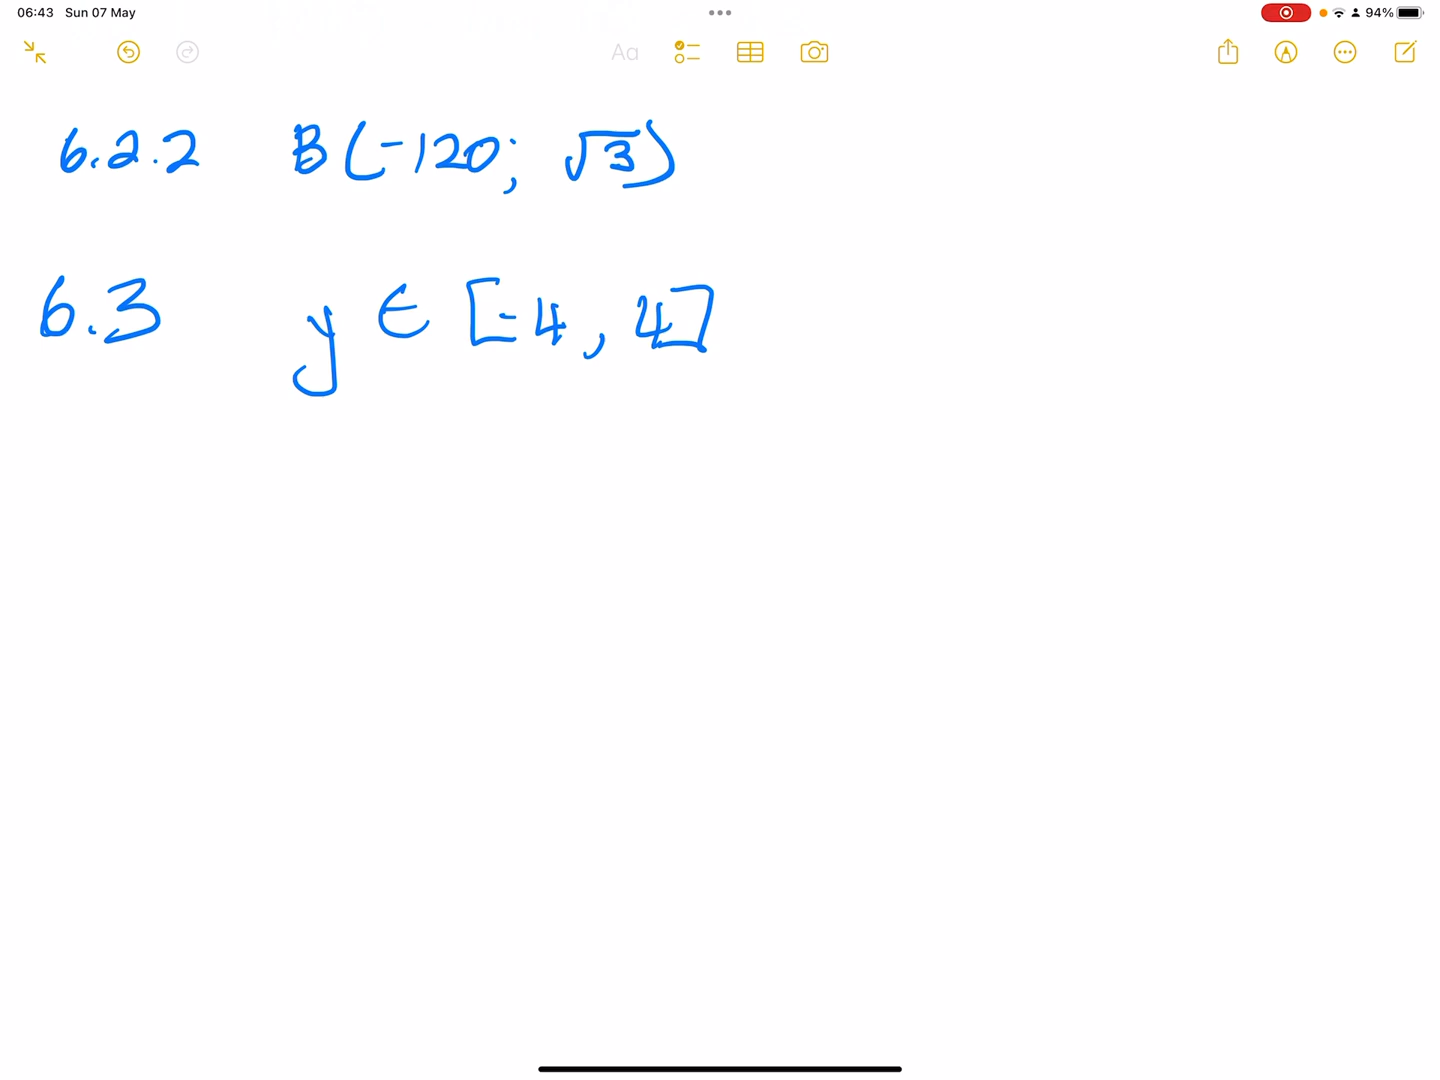 06:43 Sun 07 May
94%
Aa
6.2.2 B(-120; √3)
6.3 y ∈ [-4, 4]